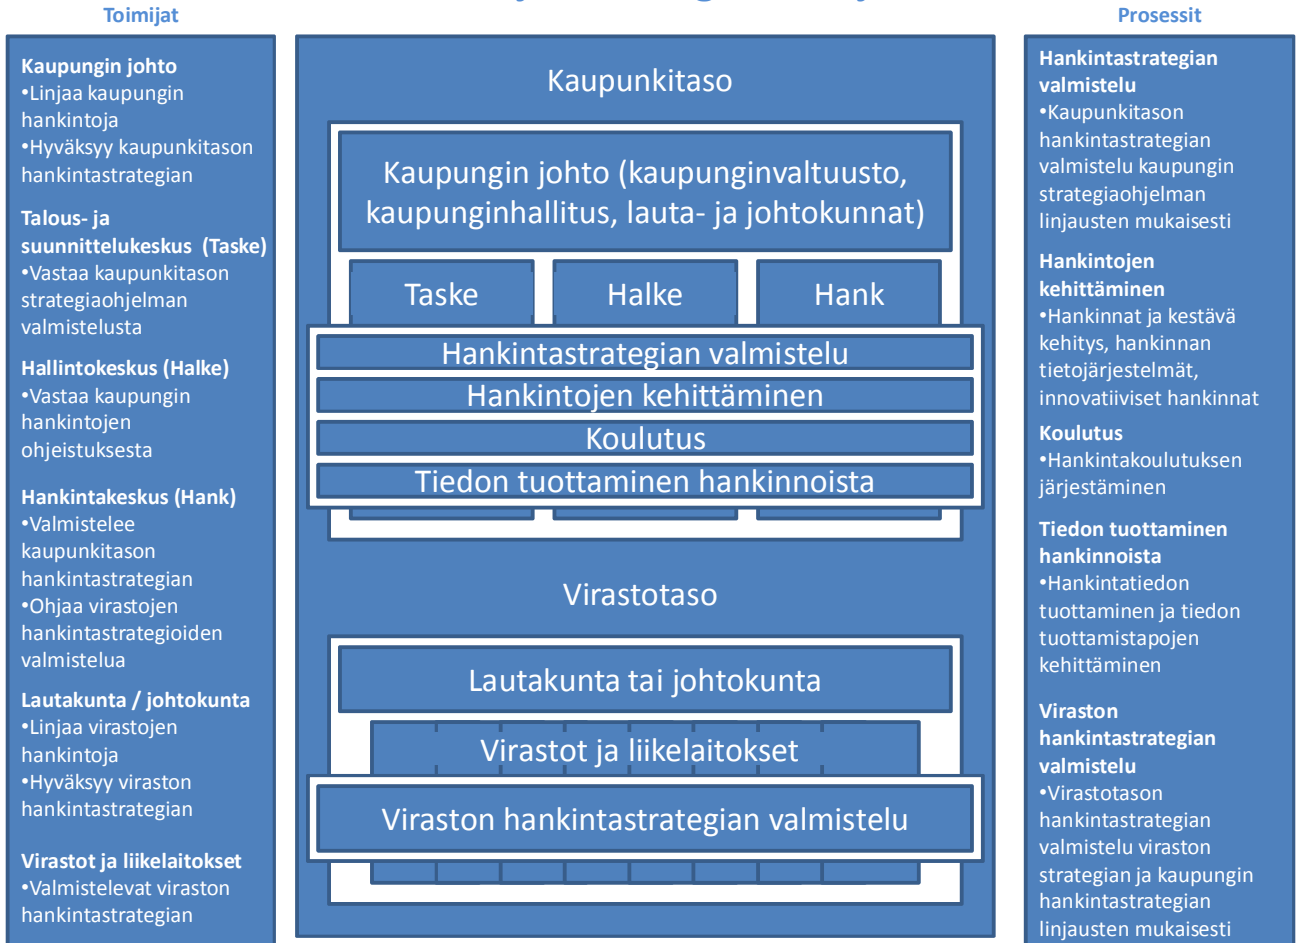 Toimijat
Kaupungin johto
•Linjaa kaupungin
hankintoja
•Hyväksyy kaupunkitason
hankintastrategian
Talous- ja
suunnittelukeskus (Taske)
•Vastaa kaupunkitason
strategiaohjelman
valmistelusta
Hallintokeskus (Halke)
•Vastaa kaupungin
hankintojen
ohjeistuksesta
Hankintakeskus (Hank)
•Valmistelee
kaupunkitason
hankintastrategian
•Ohjaa virastojen
hankintastrategioiden
valmistelua
Lautakunta / johtokunta
•Linjaa virastojen
hankintoja
•Hyväksyy viraston
hankintastrategian
Virastot ja liikelaitokset
•Valmistelevat viraston
hankintastrategian
Kaupunkitaso
Kaupungin johto (kaupunginvaltuusto,
kaupunginhallitus, lauta- ja johtokunnat)
Taske
Halke
Hank
Hankintastrategian valmistelu
Hankintojen kehittäminen
Koulutus
Tiedon tuottaminen hankinnoista
Virastotaso
Lautakunta tai johtokunta
Virastot ja liikelaitokset
Viraston hankintastrategian valmistelu
Prosessit
Hankintastrategian
valmistelu
•Kaupunkitason
hankintastrategian
valmistelu kaupungin
strategiaohjelman
linjausten mukaisesti
Hankintojen
kehittäminen
•Hankinnat ja kestävä
kehitys, hankinnan
tietojärjestelmät,
innovatiiviset hankinnat
Koulutus
•Hankintakoulutuksen
järjestäminen
Tiedon tuottaminen
hankinnoista
•Hankintatiedon
tuottaminen ja tiedon
tuottamistapojen
kehittäminen
Viraston
hankintastrategian
valmistelu
•Virastotason
hankintastrategian
valmistelu viraston
strategian ja kaupungin
hankintastrategian
linjausten mukaisesti